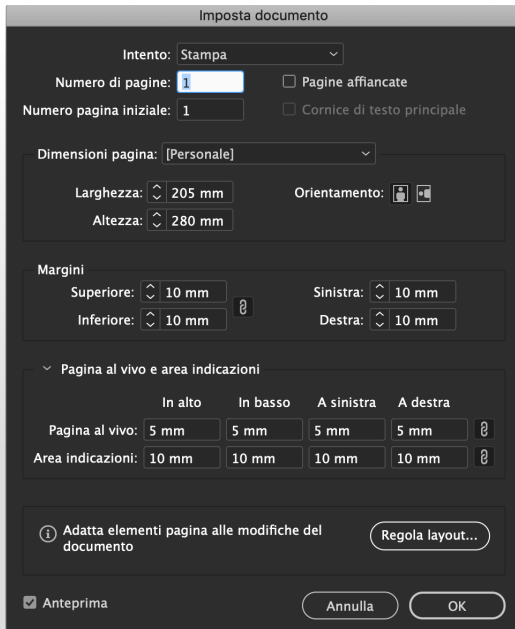 Imposta documento
Intento: Stampa
Numero di pagine: 1 Pagine affiancate
Numero pagina iniziale: 1 Cornice di testo principale
Dimensioni pagina: [Personale]
Larghezza: 205 mm Orientamento:
Altezza: 280 mm
Margini
Superiore: 10 mm Sinistra: 10 mm
Inferiore: 10 mm Destra: 10 mm
Pagina al vivo e area indicazioni
In alto In basso A sinistra A destra
Pagina al vivo: 5 mm 5 mm 5 mm 5 mm
Area indicazioni: 10 mm 10 mm 10 mm 10 mm
Adatta elementi pagina alle modifiche del
documento
Regola layout...
Anteprima Annulla OK